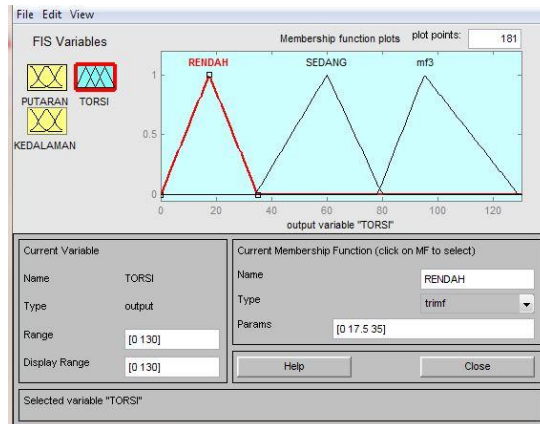 File Edit View
FIS Variables
PUTARAN TORSI
KEDALAMAN
Membership function plots plot points: 181
RENDAH SEDANG mf3
1
0.5
0
0 20 40 60 80 100 120
output variable "TORSI"
Current Variable
Name TORSI
Type output
Range [0 130]
Display Range [0 130]
Current Membership Function (click on MF to select)
Name RENDAH
Type trimf
Params [0 17.5 35]
Help Close
Selected variable "TORSI"